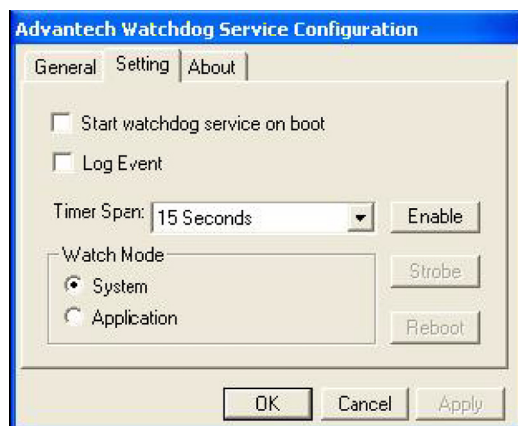 Advantech Watchdog Service Configuration
General Setting About
Start watchdog service on boot
Log Event
Timer Span: 15 Seconds Enable
Watch Mode
System
Strobe
Application
Reboot
OK Cancel Apply